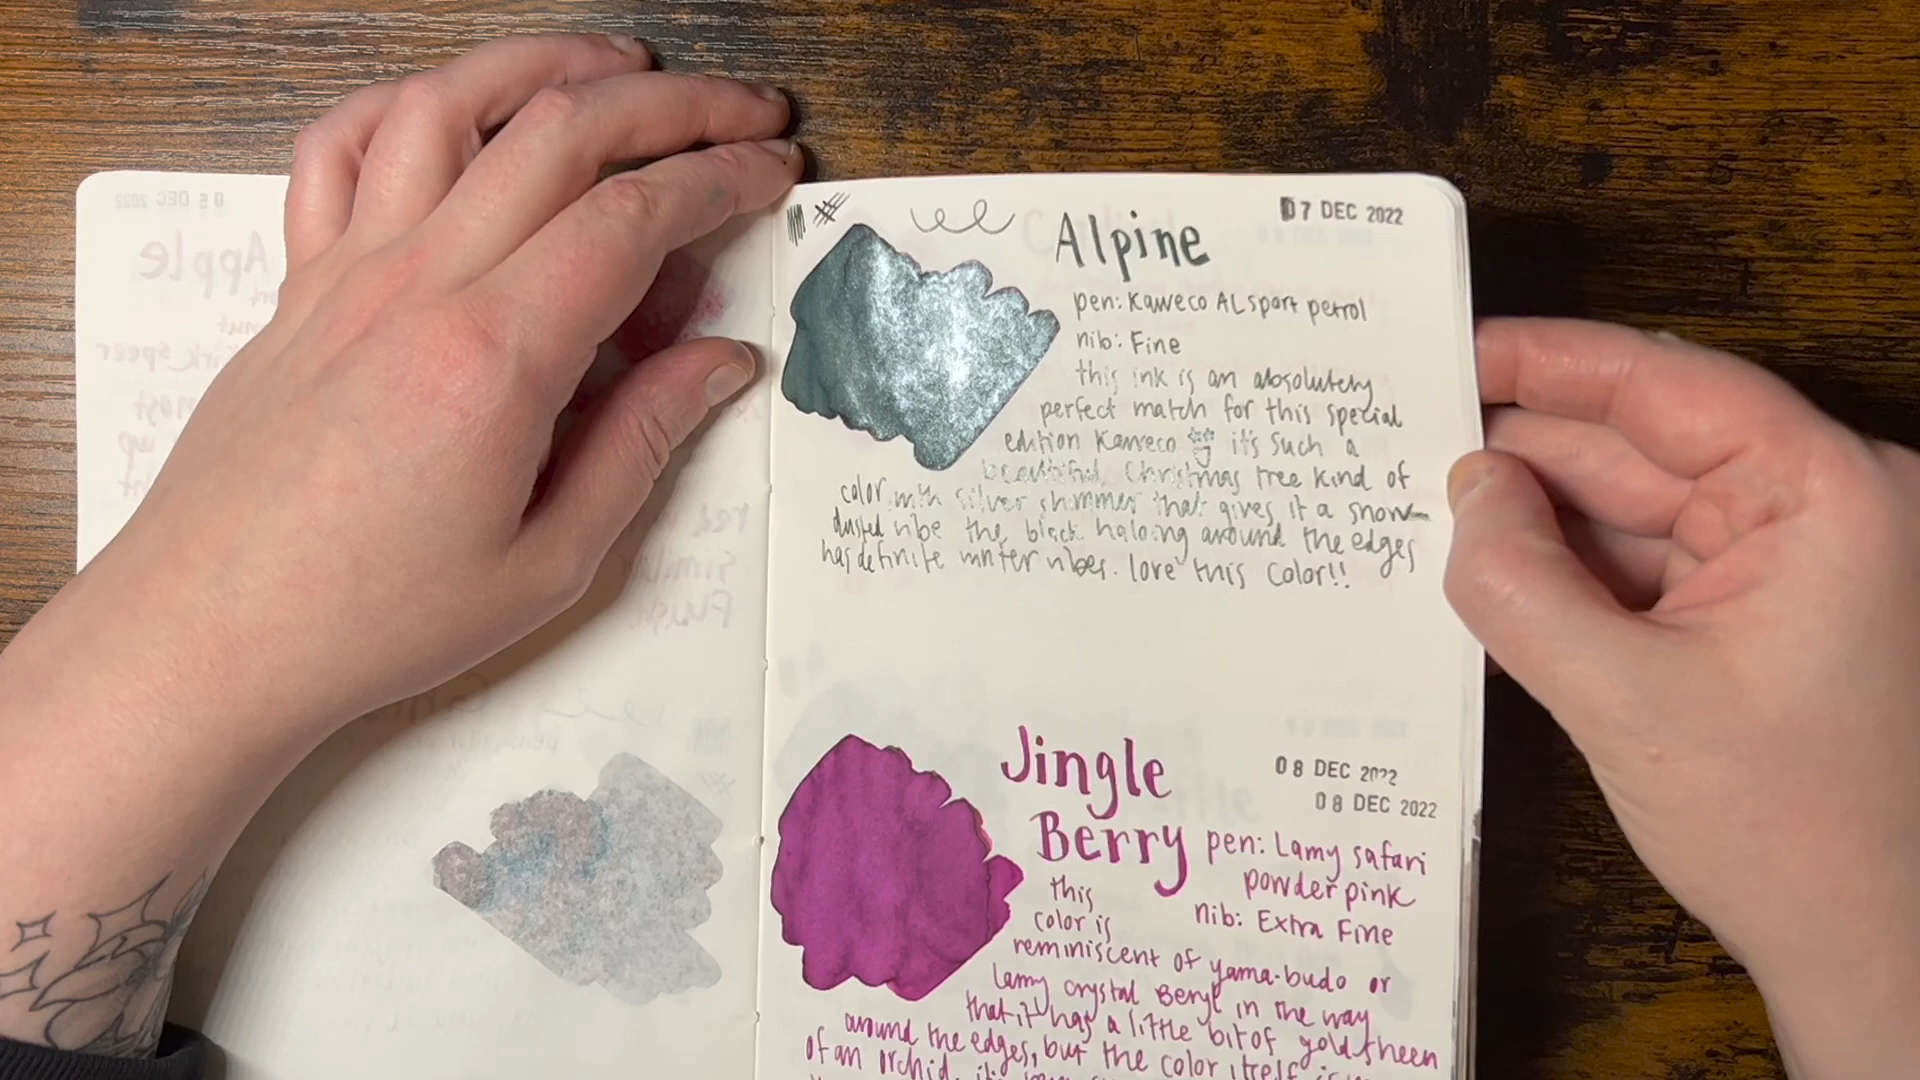 07 DEC 2022
Alpine
pen: Kaweco AL sport petrol
nib: Fine
this ink is an absolutely
perfect match for this special
edition Kaweco it's such a
beautiful, Christmas tree kind of
color with silver shimmer that gives it a snow-
dusted vibe the black haloing around the edges
has definite winter vibes. love this color!!
Jingle
Berry
08 DEC 2022
08 DEC 2022
pen: Lamy safari
powder pink
nib: Extra Fine
this
color is
reminiscent of yama-budo or
Lamy crystal Beryl in the way
that it has a little bit of gold sheen
around the edges, but the color itself is
of an orchid.
05 DEC 2022
Apple